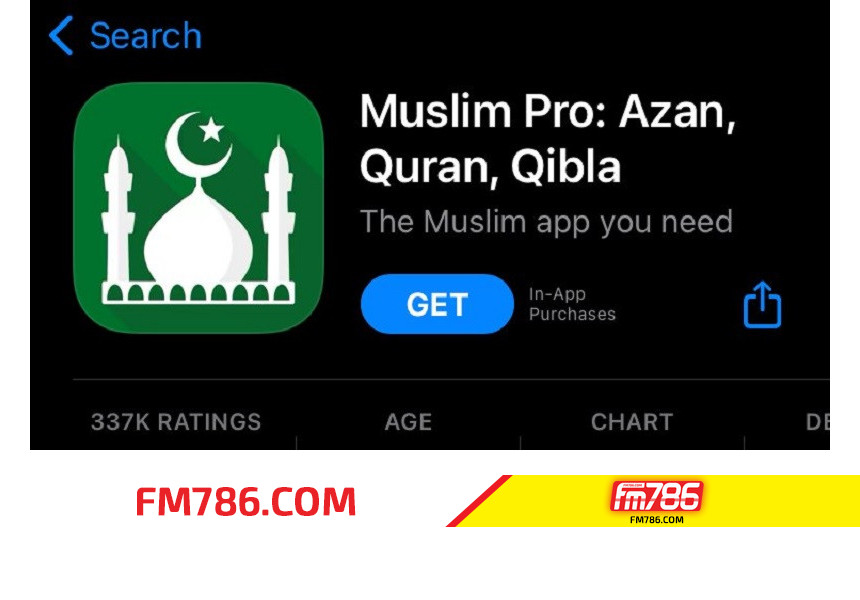 Search
Muslim Pro: Azan,
Quran, Qibla
The Muslim app you need
GET
In-App
Purchases
337K RATINGS
AGE
CHART
DE
FM786.COM
fm786
FM786.COM